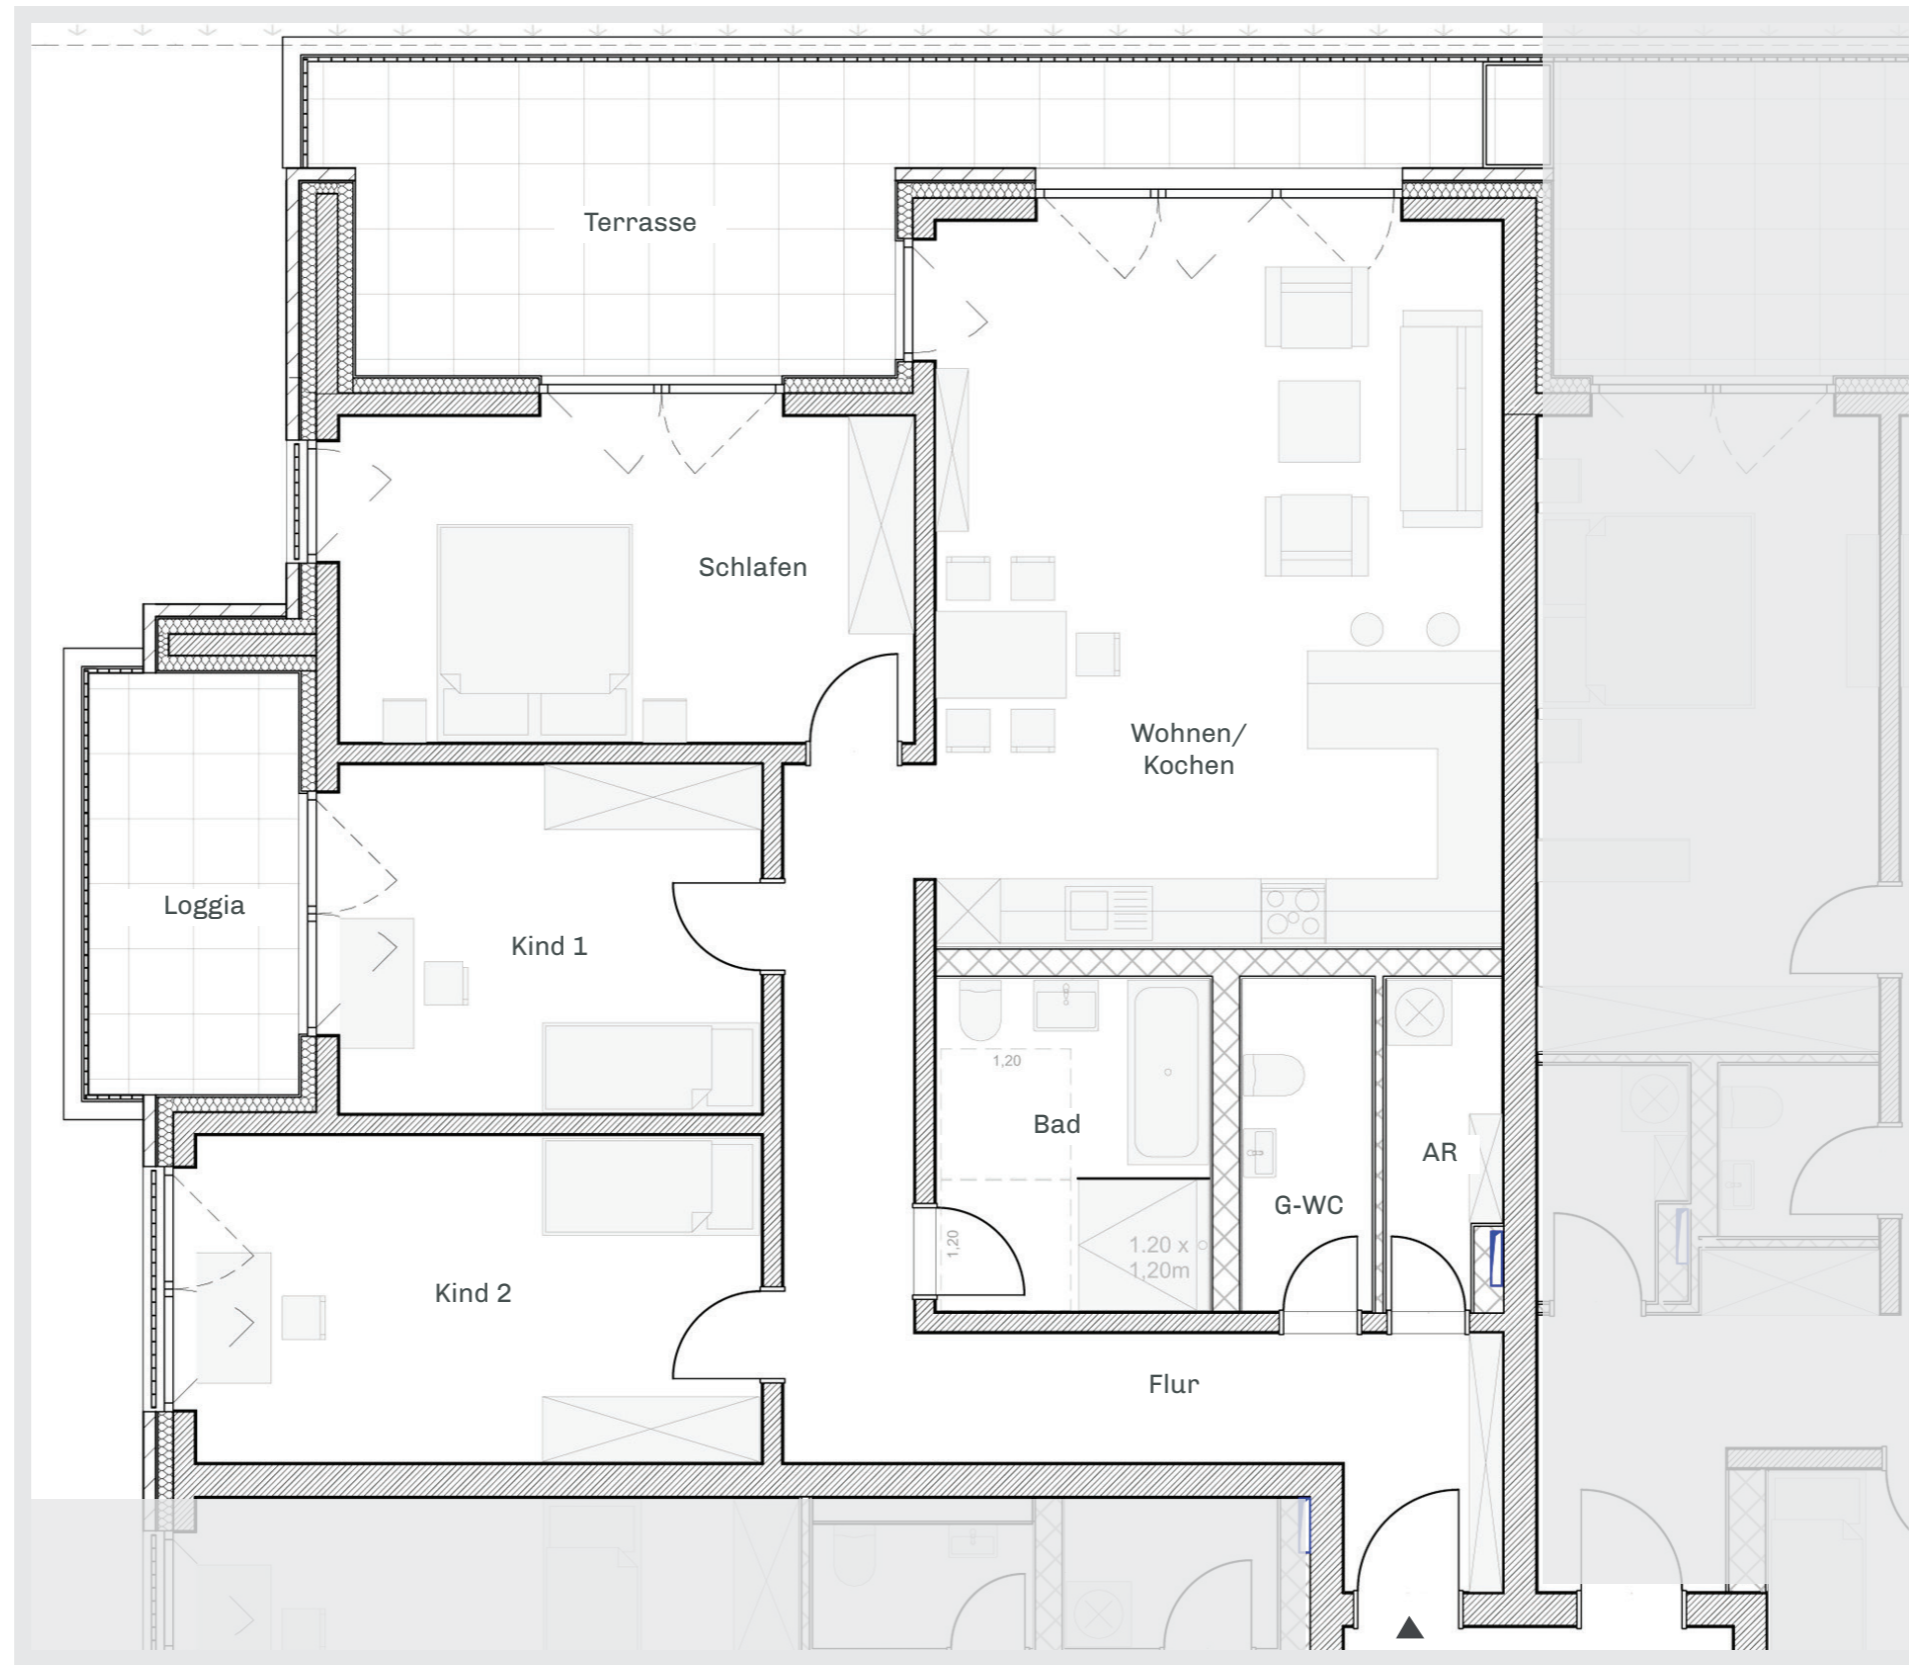 Terrasse
Schlafen
Wohnen/
Kochen
Loggia
Kind 1
1,20
Bad
AR
G-WC
1,20
1.20 x
1,20m
Kind 2
Flur